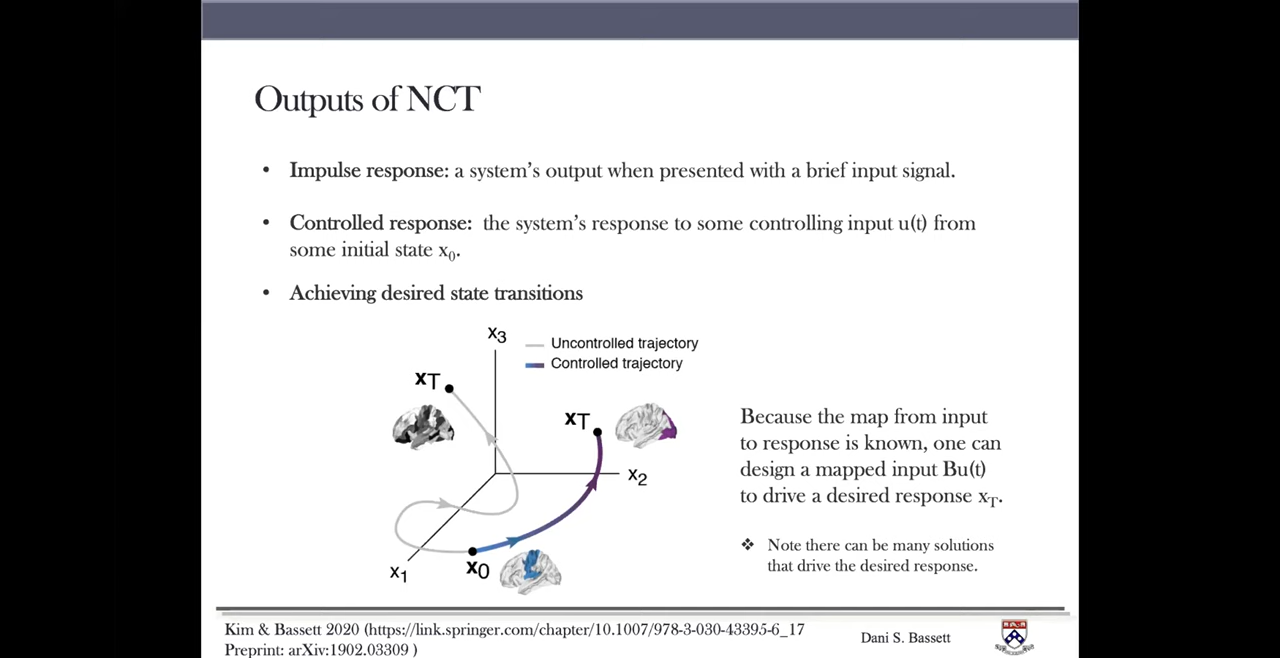 Outputs of NCT
• Impulse response: a system's output when presented with a brief input signal.
• Controlled response: the system's response to some controlling input u(t) from
some initial state x0.
• Achieving desired state transitions
x3
Uncontrolled trajectory
Controlled trajectory
xT
xT
x2
x1
x0
Because the map from input
to response is known, one can
design a mapped input Bu(t)
to drive a desired response xT.
❖ Note there can be many solutions
that drive the desired response.
Kim & Bassett 2020 (https://link.springer.com/chapter/10.1007/978-3-030-43395-6_17
Preprint: arXiv:1902.03309 )
Dani S. Bassett